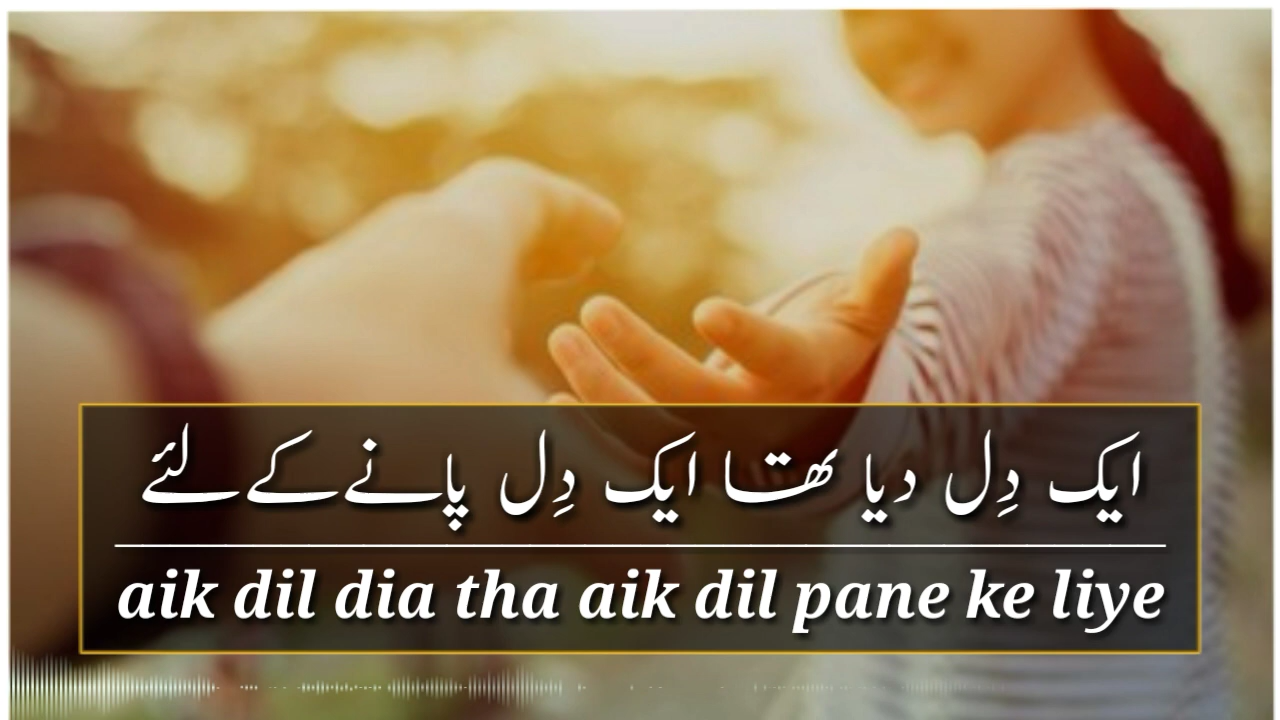 ایک دِل دیا تھا ایک دِل پانے کے لئے
aik dil dia tha aik dil pane ke liye